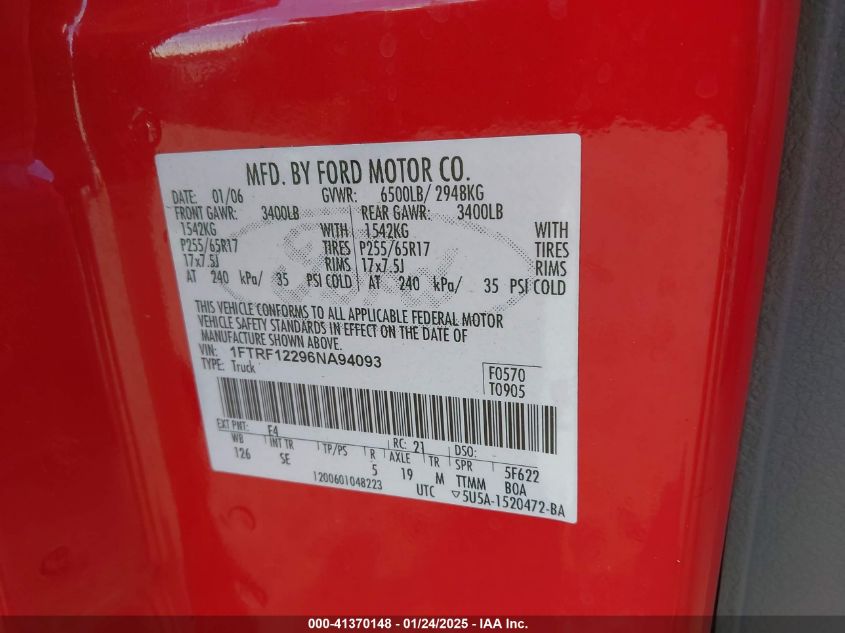 MFD. BY FORD MOTOR CO.
DATE: 01/06 GVWR: 6500LB/ 2948KG
FRONT GAWR: 3400LB REAR GAWR: 3400LB
1542KG WITH 1542KG WITH
P255/65R17 TIRES P255/65R17 TIRES
17x7.5J RIMS 17x7.5J RIMS
AT 240 kPa/ 35 PSI COLD AT 240 kPa/ 35 PSI COLD
THIS VEHICLE CONFORMS TO ALL APPLICABLE FEDERAL MOTOR
VEHICLE SAFETY STANDARDS IN EFFECT ON THE DATE OF
MANUFACTURE SHOWN ABOVE.
VIN: 1FTRF12296NA94093
TYPE: Truck
F0570
T0905
EXT PNT: F4 RC: 21 DSO:
WB INT TR TP/PS R AXLE TR SPR 5F622
126 SE 5 19 M TTMM BOA
1200601048223 UTC ▽5U5A-1520472-BA
000-41370148 - 01/24/2025 - IAA Inc.